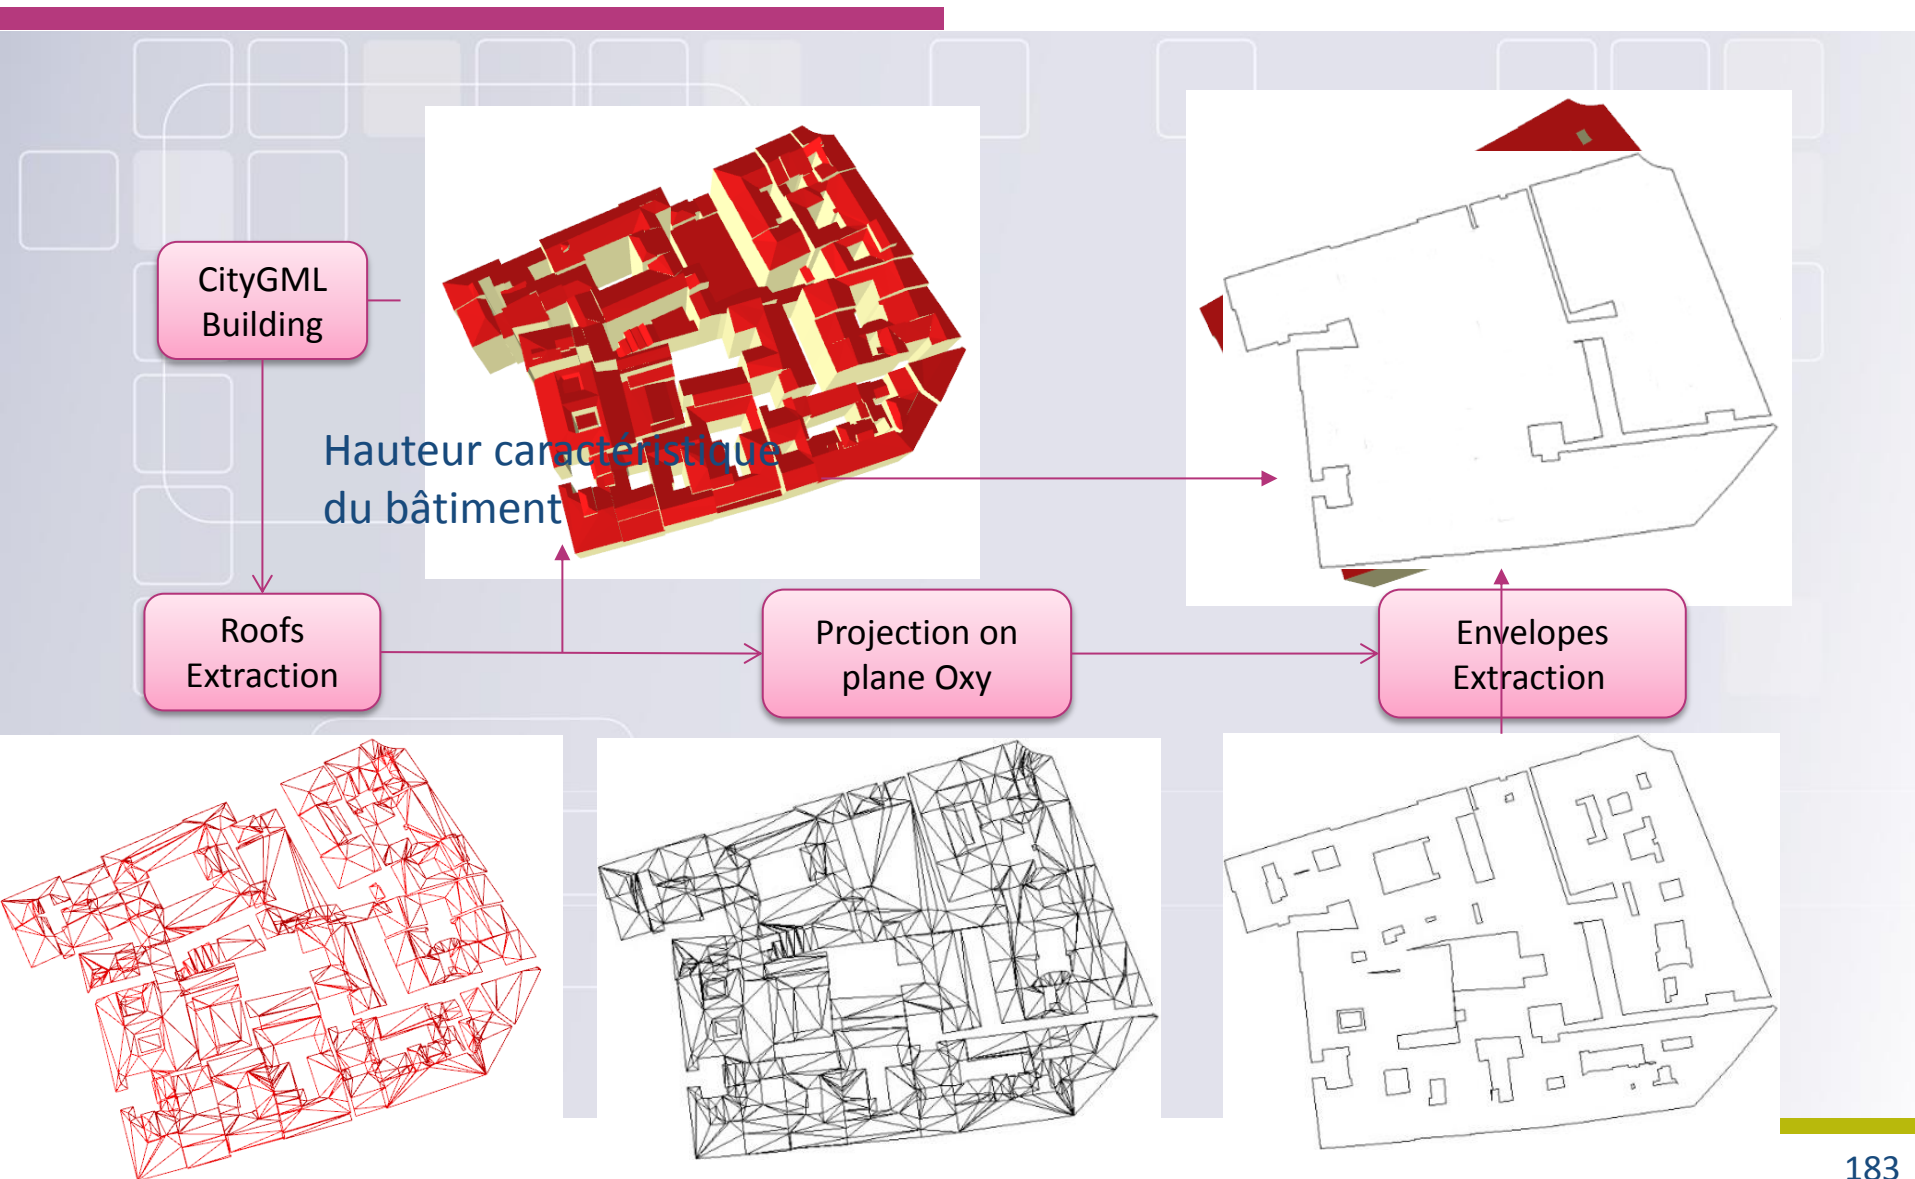 CityGML
Building
Hauteur caractéristique
du bâtiment
Roofs
Extraction
Projection on
plane Oxy
Envelopes
Extraction
183